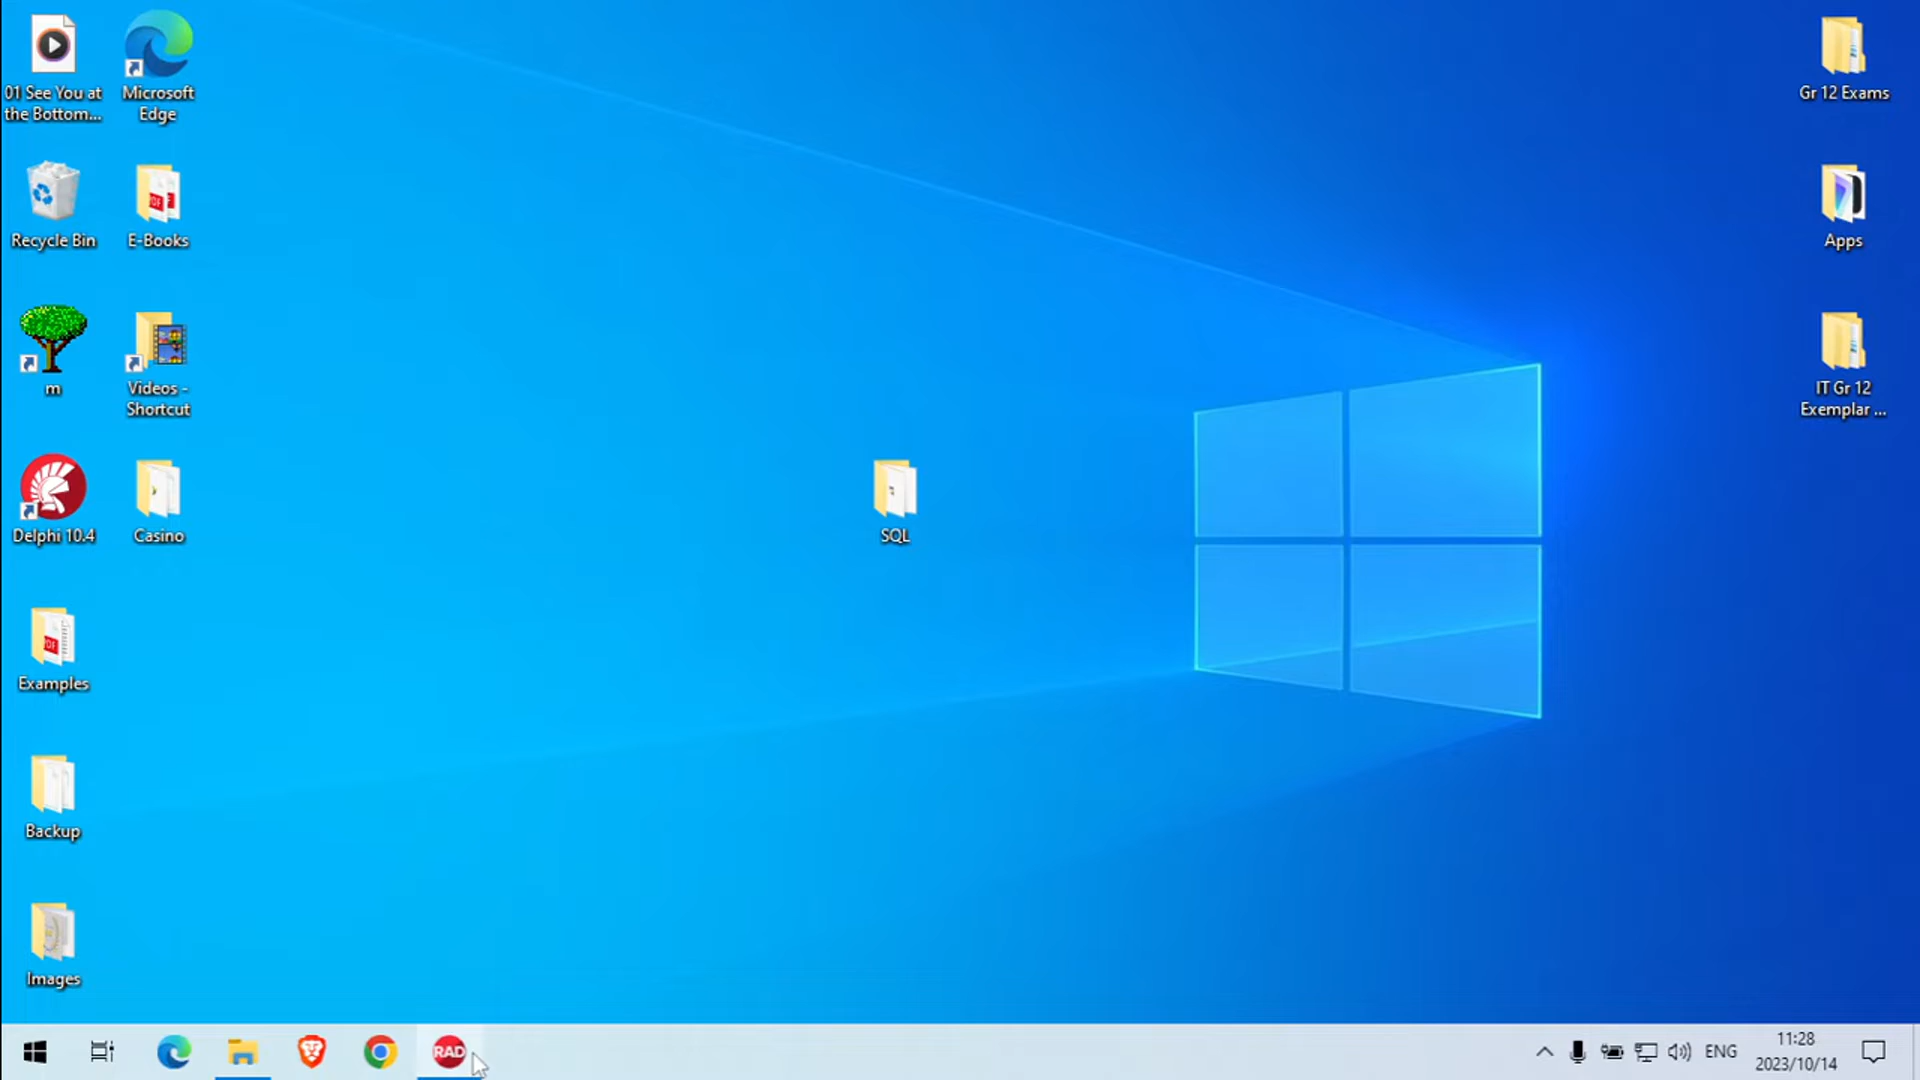 01 See You at
the Bottom...
Microsoft
Edge
Gr 12 Exams
Recycle Bin
E-Books
Apps
m
Videos -
Shortcut
IT Gr 12
Exemplar ...
Delphi 10.4
Casino
SQL
Examples
Backup
Images
RAD
ENG
11:28
2023/10/14